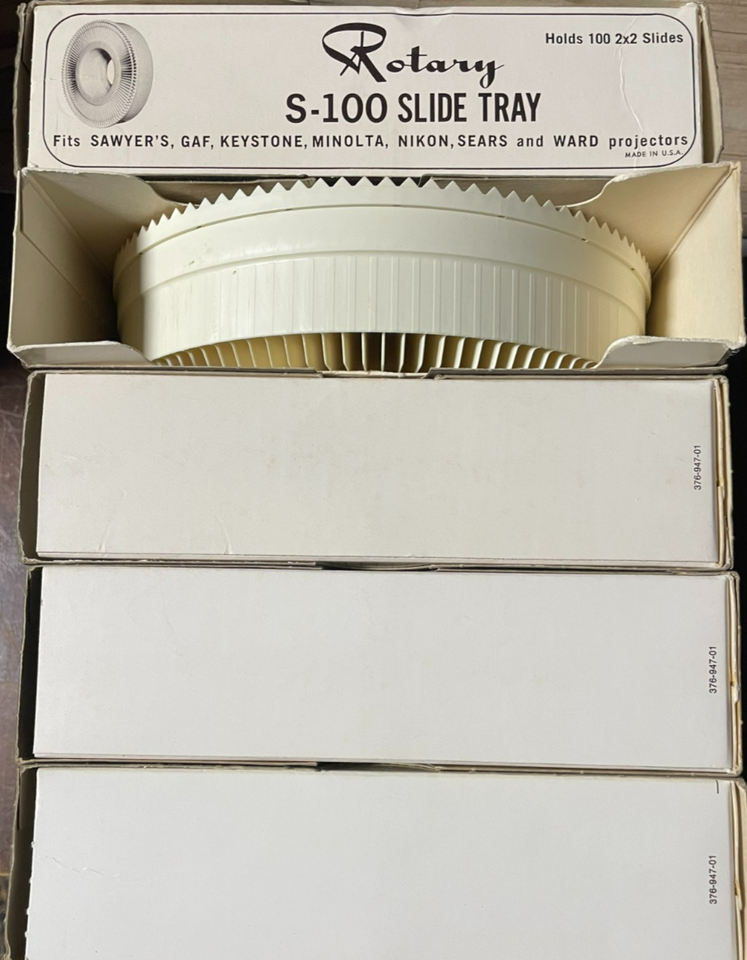 Rotary
Holds 100 2x2 Slides
S-100 SLIDE TRAY
Fits SAWYER'S, GAF, KEYSTONE, MINOLTA, NIKON, SEARS and WARD projectors
MADE IN U.S.A.
376-947-01
376-947-01
376-947-01